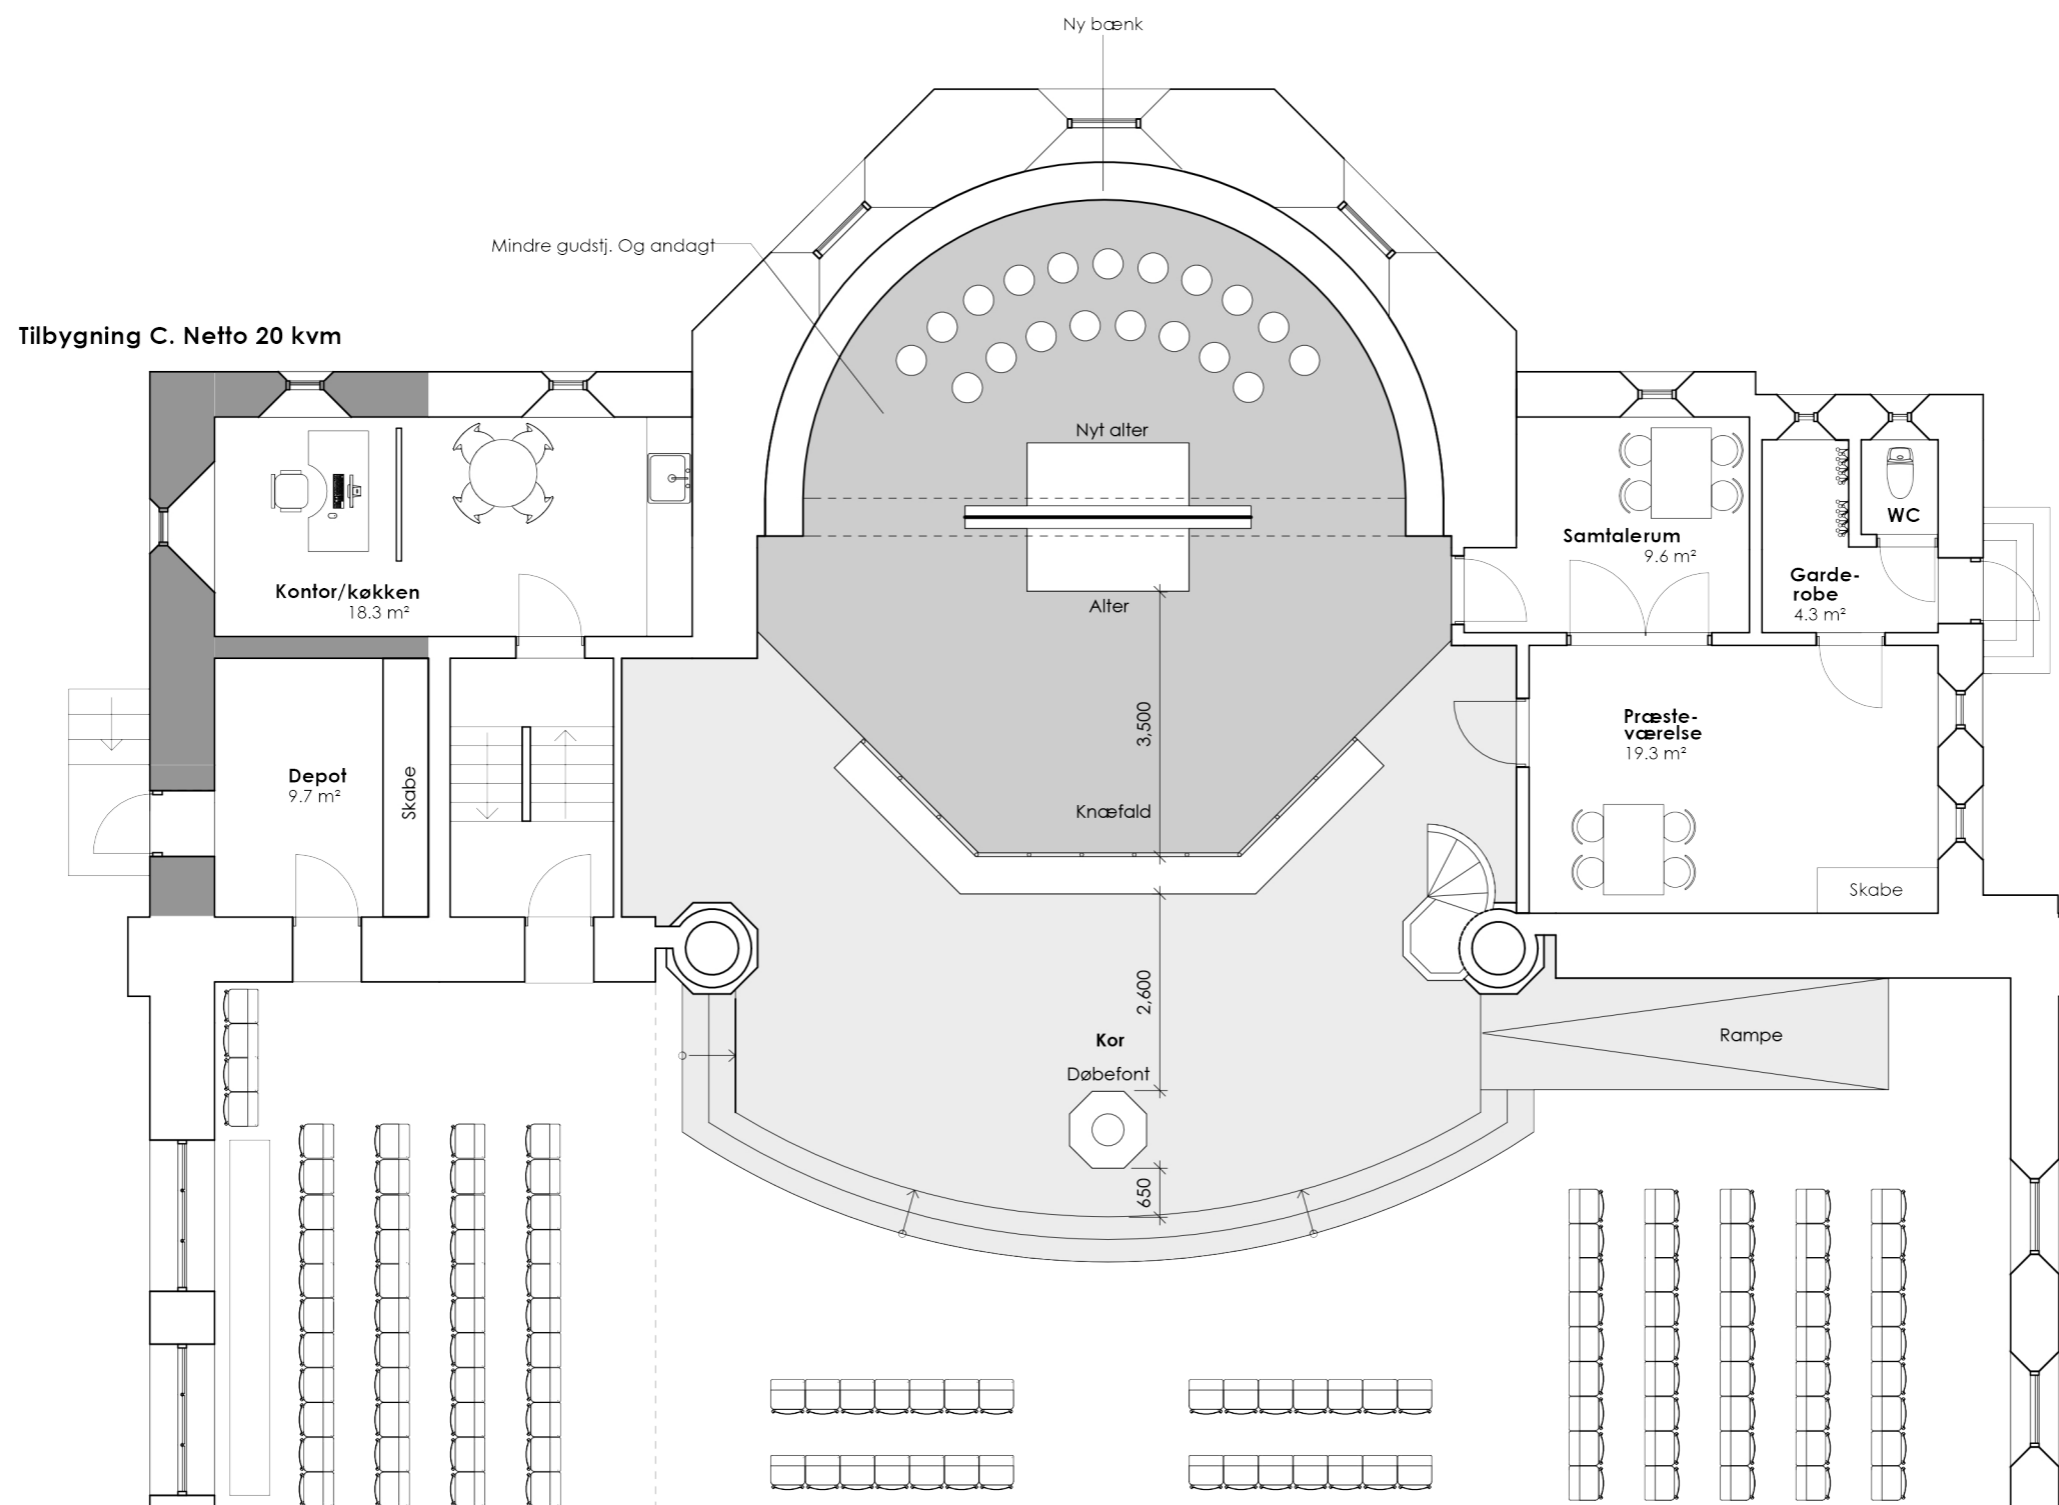 Ny bænk
Mindre gudstj. Og andagt
Tilbygning C. Netto 20 kvm
Nyt alter
Alter
Kontor/køkken
18.3 m²
Samtalerum
9.6 m²
WC
Garde-
robe
4.3 m²
Depot
9.7 m²
Skabe
3,500
Knæfald
Præste-
værelse
19.3 m²
Skabe
2,600
Kor
Døbefont
650
Rampe